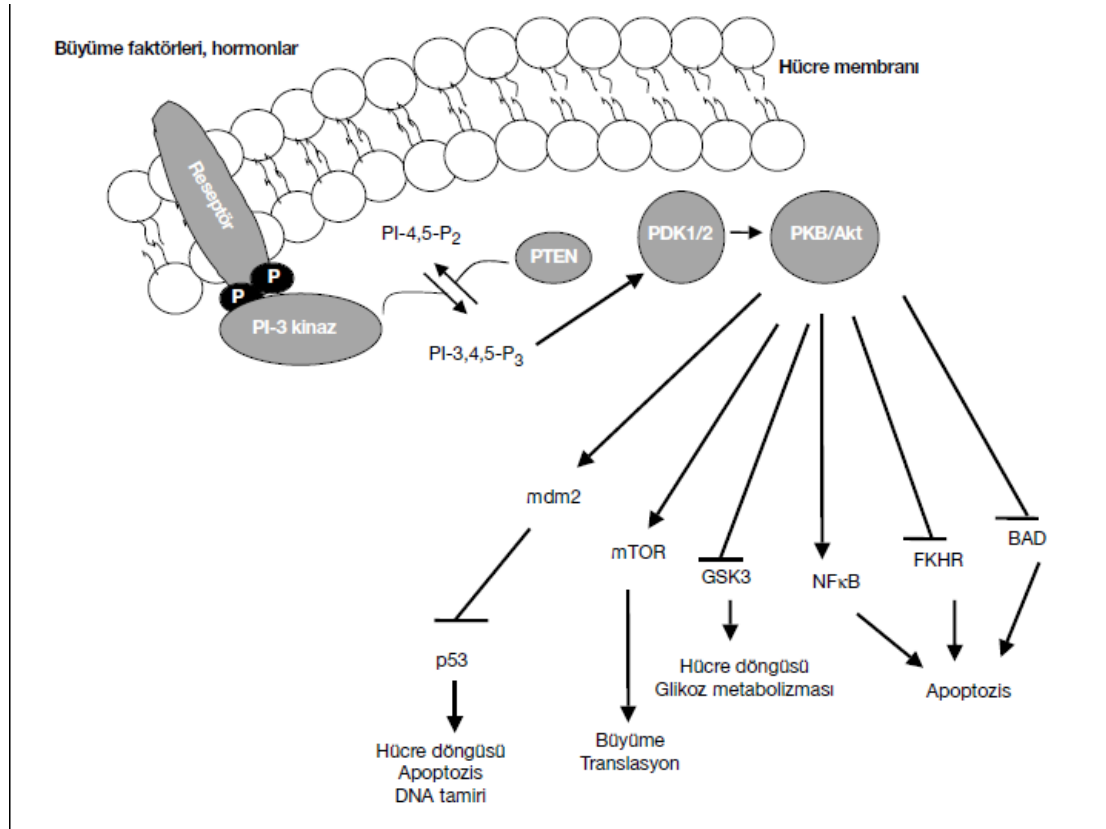 Büyüme faktörleri, hormonlar
Hücre membranı
Reseptör
P
P
PI-3 kinaz
PI-4,5-P2
PTEN
PI-3,4,5-P3
PDK1/2
PKB/Akt
mdm2
mTOR
GSK3
NFκB
FKHR
BAD
p53
Hücre döngüsü
Glikoz metabolizması
Apoptozis
Hücre döngüsü
Apoptozis
DNA tamiri
Büyüme
Translasyon